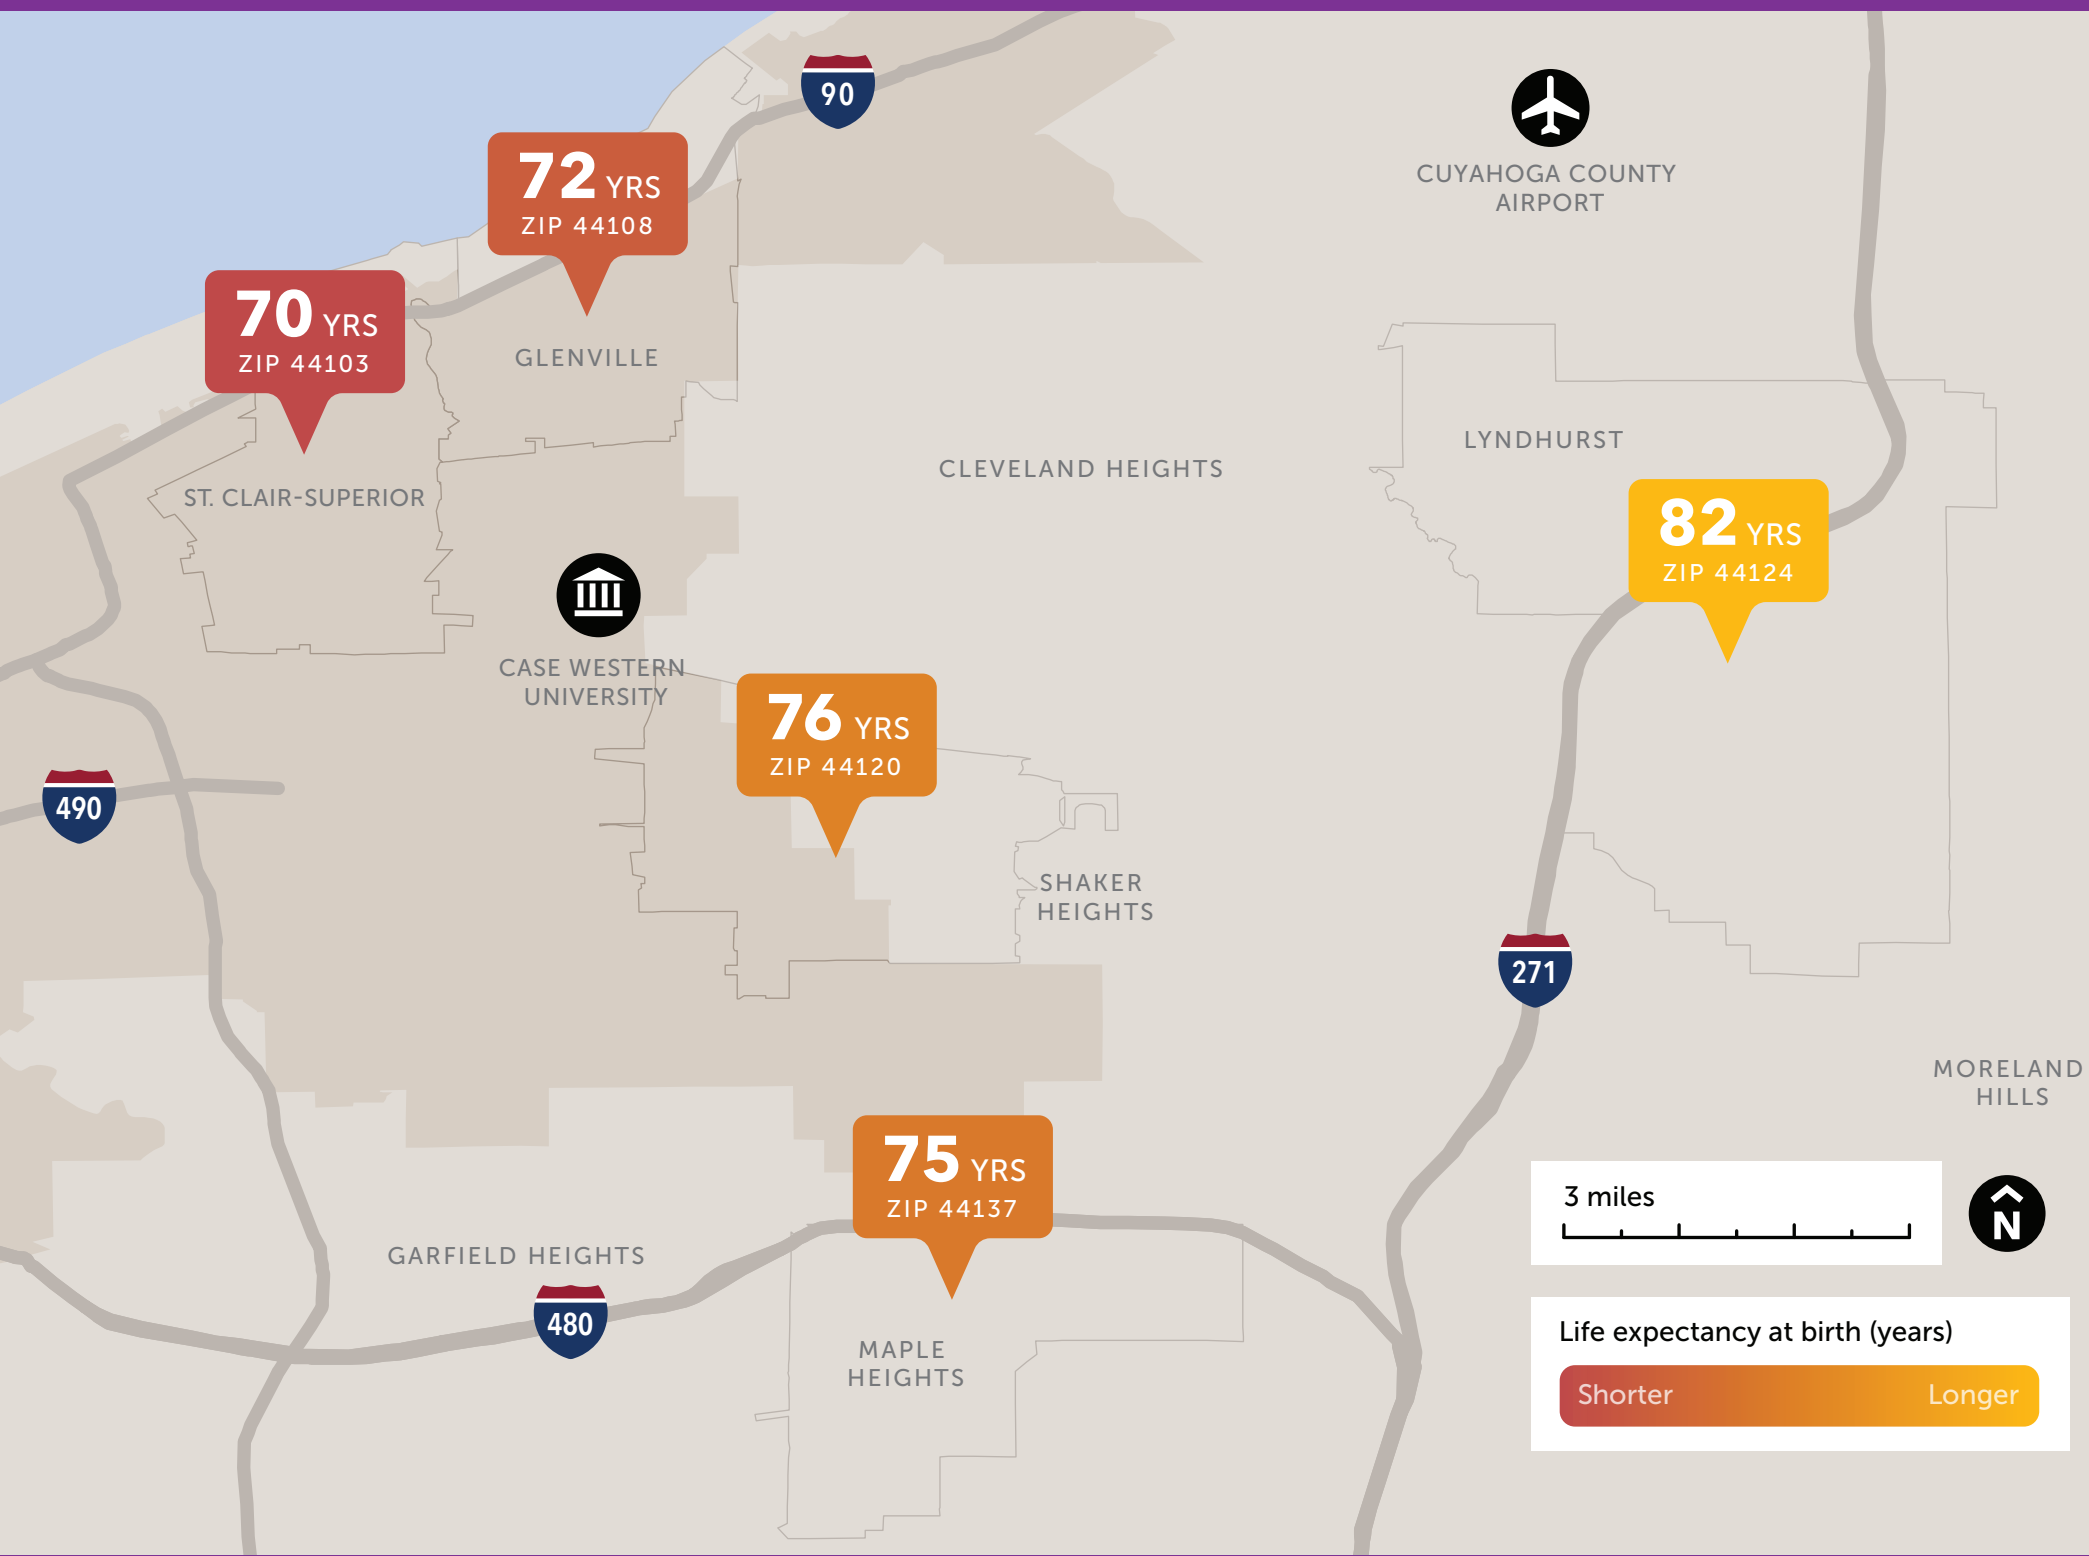 90
72 YRS
ZIP 44108
CUYAHOGA COUNTY
AIRPORT
70 YRS
ZIP 44103
GLENVILLE
LYNDHURST
CLEVELAND HEIGHTS
ST. CLAIR-SUPERIOR
82 YRS
ZIP 44124
CASE WESTERN
UNIVERSITY
76 YRS
ZIP 44120
490
SHAKER
HEIGHTS
271
MORELAND
HILLS
75 YRS
ZIP 44137
3 miles
N
GARFIELD HEIGHTS
480
MAPLE
HEIGHTS
Life expectancy at birth (years)
Shorter
Longer